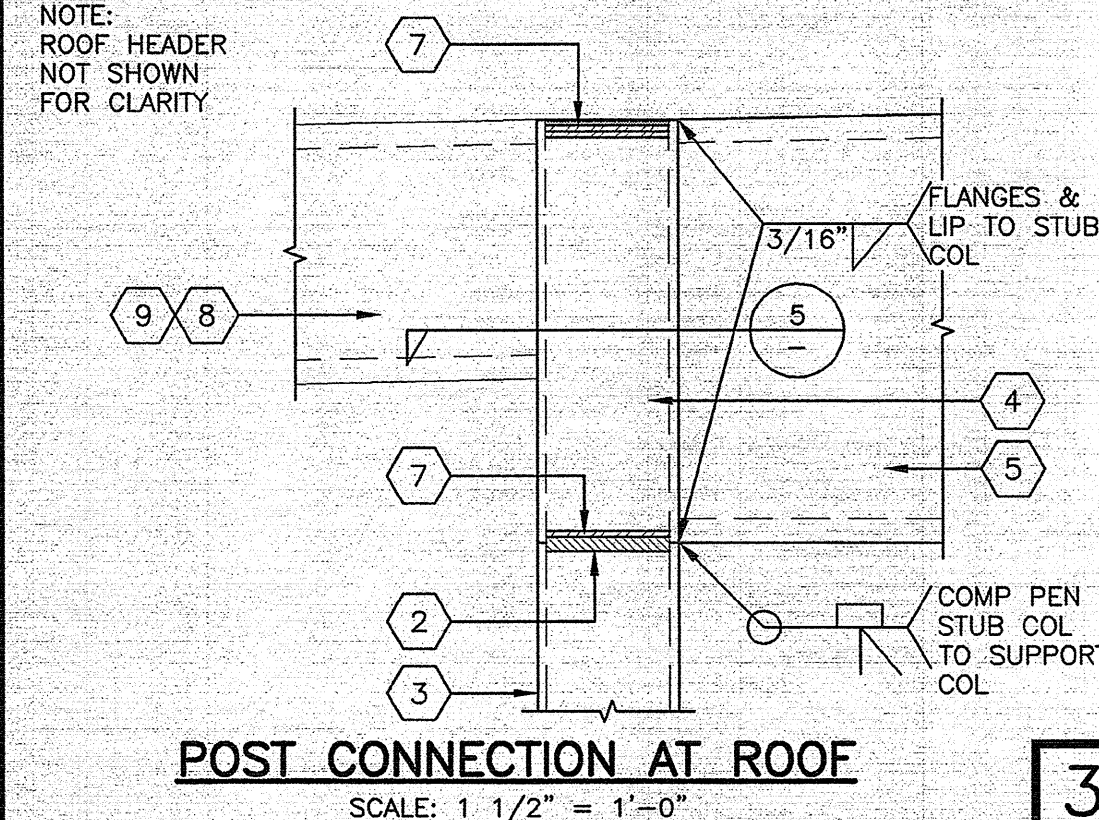 NOTE:
ROOF HEADER
NOT SHOWN
FOR CLARITY
7
FLANGES &
LIP TO STUB
COL
3/16"
9 8
5
-
4
5
7
2
3
COMP PEN
STUB COL
TO SUPPORT
COL
POST CONNECTION AT ROOF
SCALE: 1 1/2" = 1'-0"
3